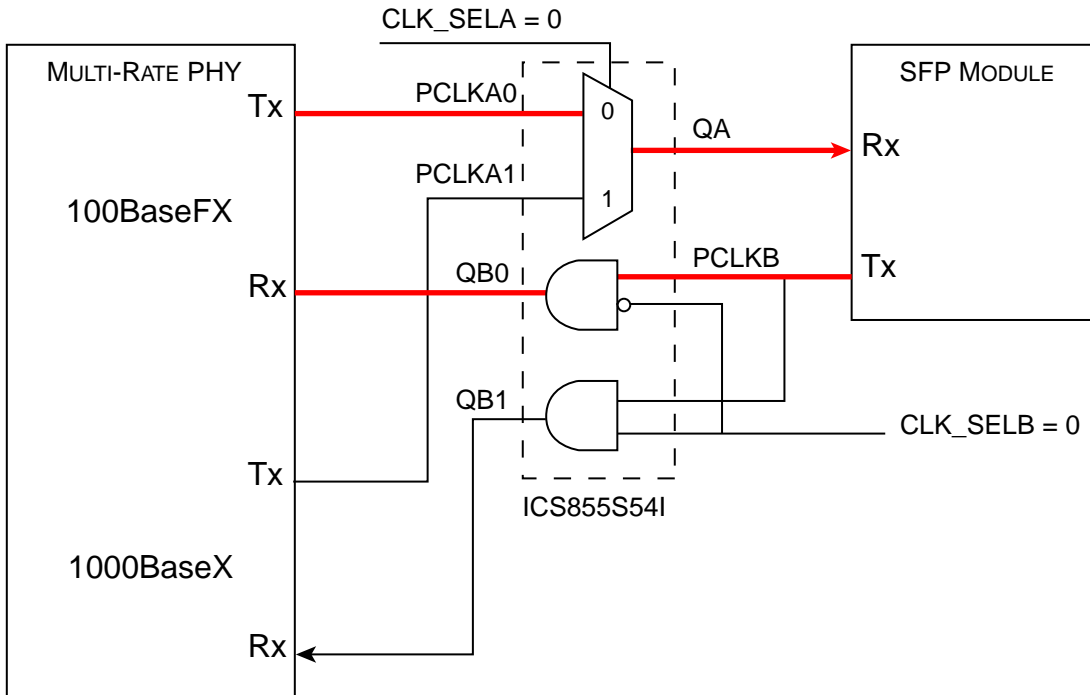 CLK_SELA = 0
MULTI-RATE PHY
SFP MODULE
Tx
PCLKA0
0
QA
Rx
PCLKA1
1
100BaseFX
PCLKB
Tx
Rx
QB0
QB1
CLK_SELB = 0
Tx
ICS855S54I
1000BaseX
Rx